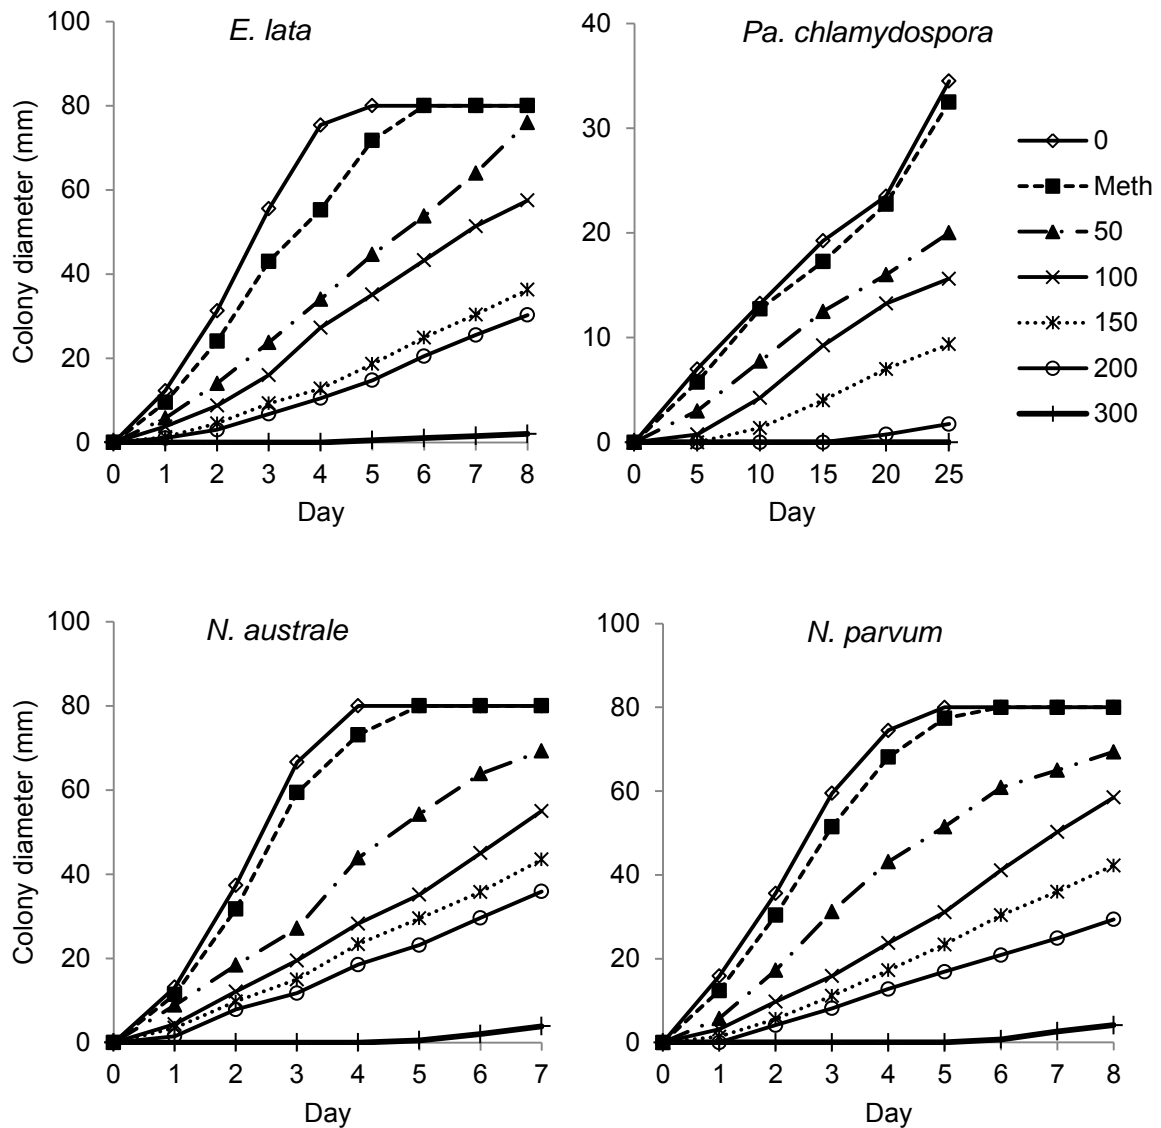 E. lata
Colony diameter (mm)
100
80
60
40
20
0
0 1 2 3 4 5 6 7 8
Day
Pa. chlamydospora
40
30
20
10
0
0 5 10 15 20 25
Day
0
Meth
50
100
150
200
300
N. australe
Colony diameter (mm)
100
80
60
40
20
0
0 1 2 3 4 5 6 7
Day
N. parvum
100
80
60
40
20
0
0 1 2 3 4 5 6 7 8
Day